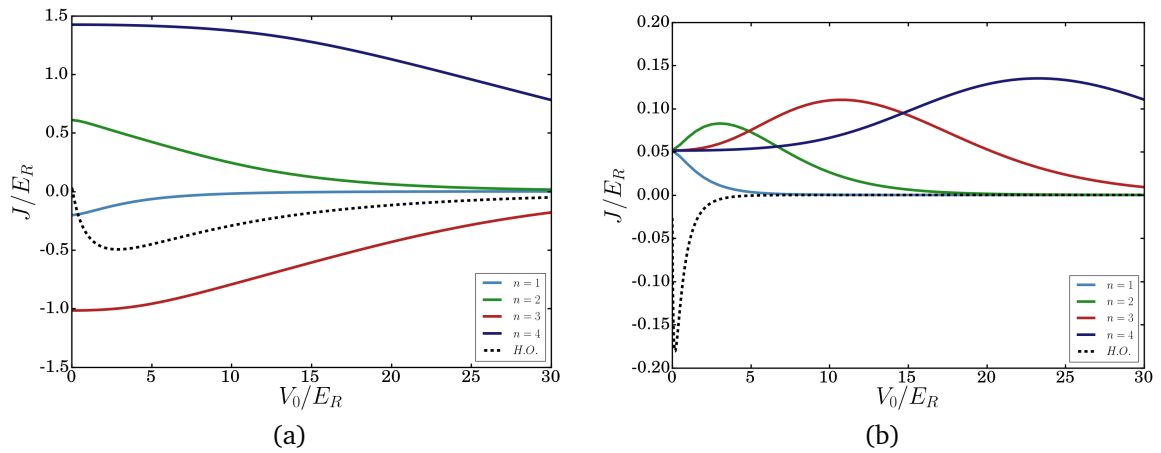 1.5
1.0
0.5
0.0
-0.5
-1.0
-1.5
J/E_R
0 5 10 15 20 25 30
V_0/E_R
n = 1
n = 2
n = 3
n = 4
H.O.
(a)
0.20
0.15
0.10
0.05
0.00
-0.05
-0.10
-0.15
-0.20
J/E_R
0 5 10 15 20 25 30
V_0/E_R
n = 1
n = 2
n = 3
n = 4
H.O.
(b)